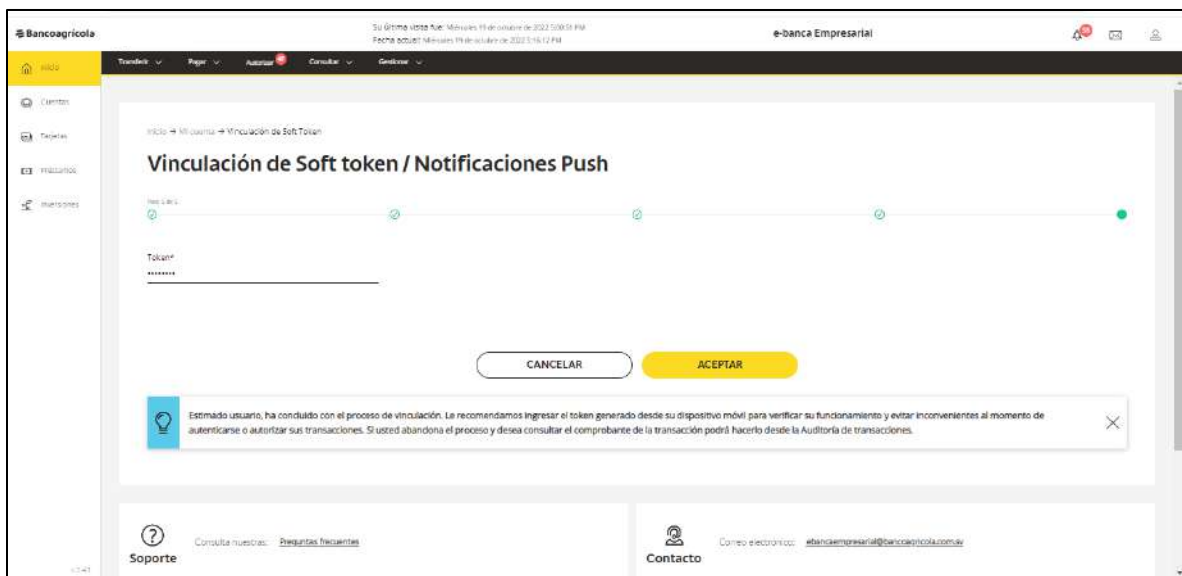 Bancoagrícola
Su última visita fue: Miércoles 19 de octubre de 2022 5:00:51 PM
Fecha actual: Miércoles 19 de octubre de 2022 5:16:12 PM
e-banca Empresarial
Inicio
Transferir
Pagar
Autorizar
Consultar
Gestionar
Cuentas
Tarjetas
Préstamos
Inversiones
Inicio → Mi cuenta → Vinculación de Soft Token
Vinculación de Soft token / Notificaciones Push
Token*
••••••••
CANCELAR
ACEPTAR
Estimado usuario, ha concluido con el proceso de vinculación. Le recomendamos ingresar el token generado desde su dispositivo móvil para verificar su funcionamiento y evitar inconvenientes al momento de
autenticarse o autorizar sus transacciones. Si usted abandona el proceso y desea consultar el comprobante de la transacción podrá hacerlo desde la Auditoría de transacciones.
Soporte
Consulta nuestras: Preguntas frecuentes
Contacto
Correo electrónico: ebancaempresarial@bancoagricola.com.sv